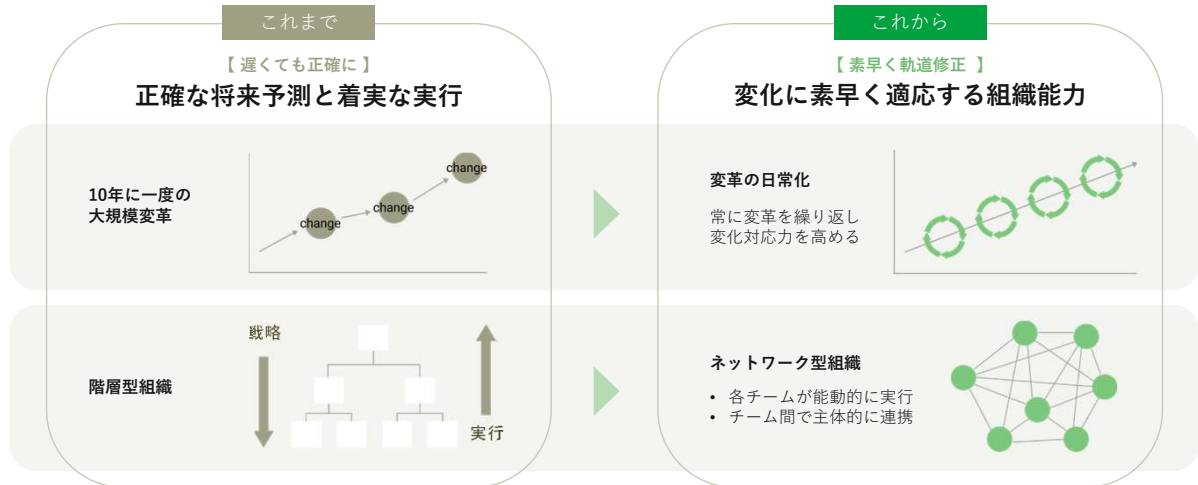 これまで
【 遅くても正確に 】
正確な将来予測と着実な実行
10年に一度の
大規模変革
change
change
change
階層型組織
戦略
実行
これから
【 素早く軌道修正 】
変化に素早く適応する組織能力
変革の日常化
常に変革を繰り返し
変化対応力を高める
ネットワーク型組織
• 各チームが能動的に実行
• チーム間で主体的に連携